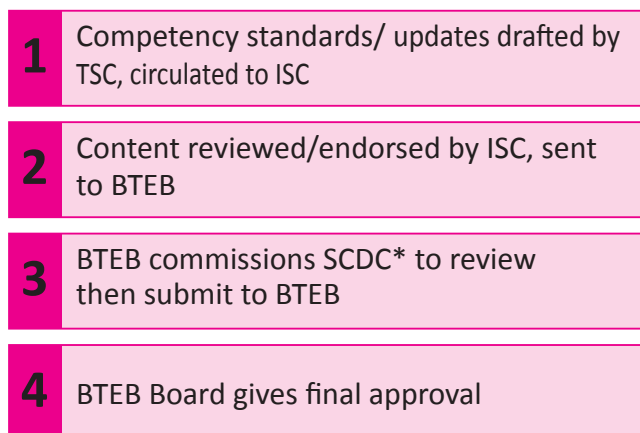 1
Competency standards/ updates drafted by
TSC, circulated to ISC
2
Content reviewed/endorsed by ISC, sent
to BTEB
3
BTEB commissions SCDC* to review
then submit to BTEB
4
BTEB Board gives final approval